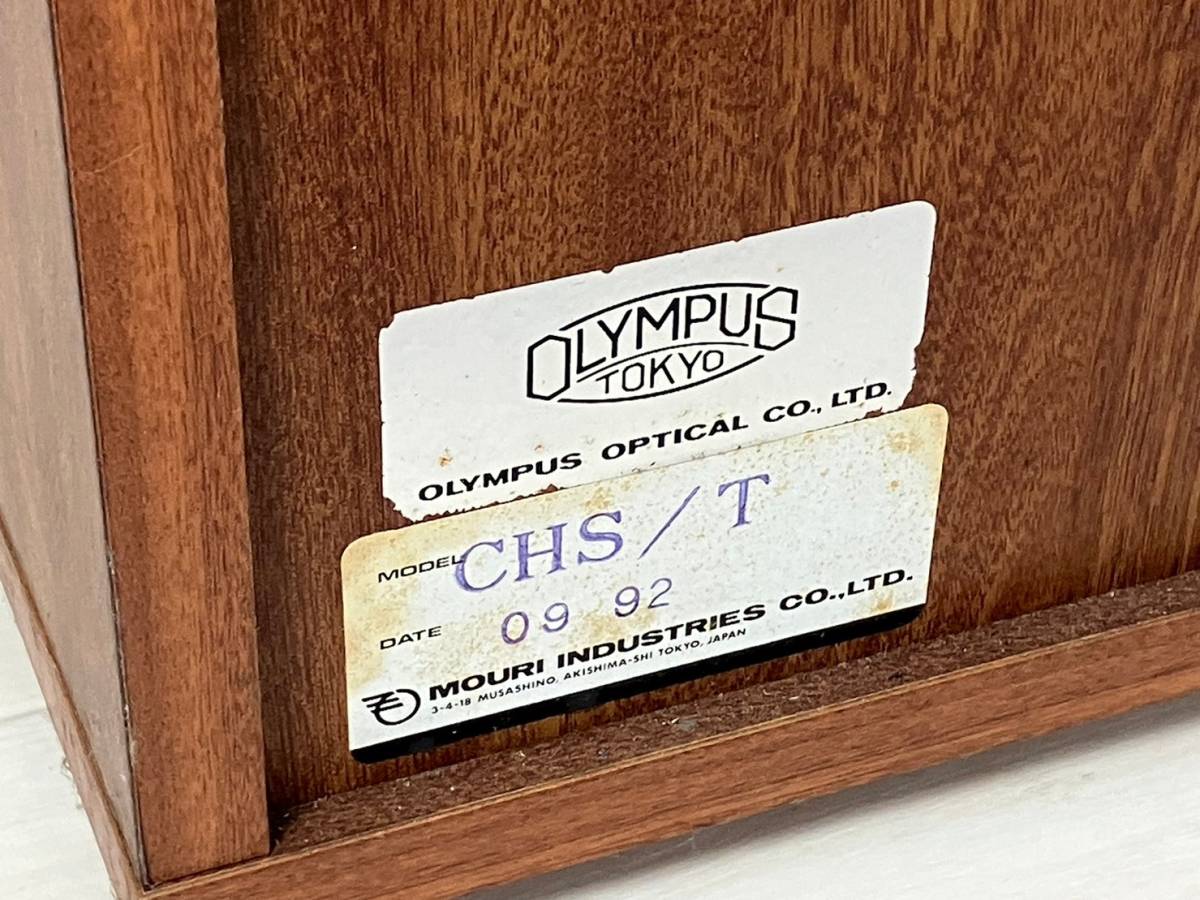 OLYMPUS
TOKYO
OLYMPUS OPTICAL CO., LTD.
MODEL CHS/T
DATE 09 92
MOURI INDUSTRIES CO.,LTD.
3-4-18 MUSASHINO, AKISHIMA-SHI TOKYO, JAPAN